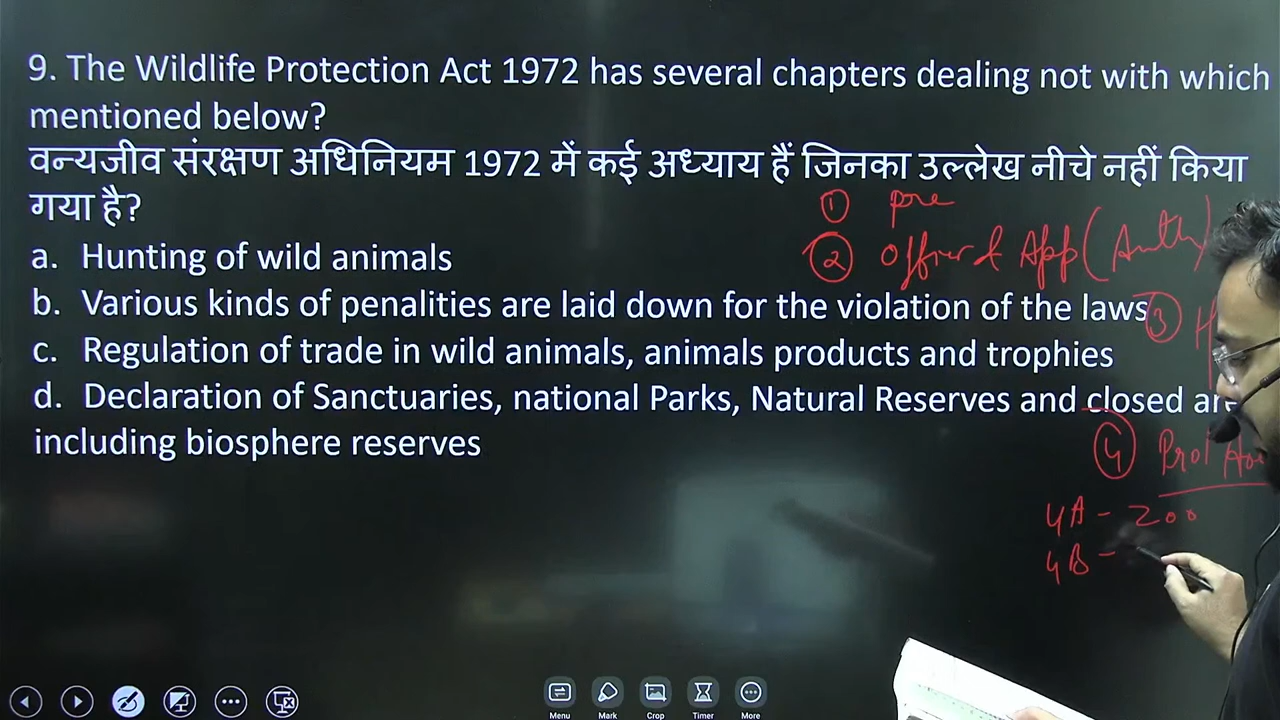 9. The Wildlife Protection Act 1972 has several chapters dealing not with which
mentioned below?
वन्यजीव संरक्षण अधिनियम 1972 में कई अध्याय हैं जिनका उल्लेख नीचे नहीं किया
गया है?
① pre
a. Hunting of wild animals
② Officer & App (Auth)
b. Various kinds of penalities are laid down for the violation of the laws
③ H
c. Regulation of trade in wild animals, animals products and trophies
d. Declaration of Sanctuaries, national Parks, Natural Reserves and closed are
including biosphere reserves
④ Prot Are
4A - zoo
4B -
Menu Mark Crop Timer More